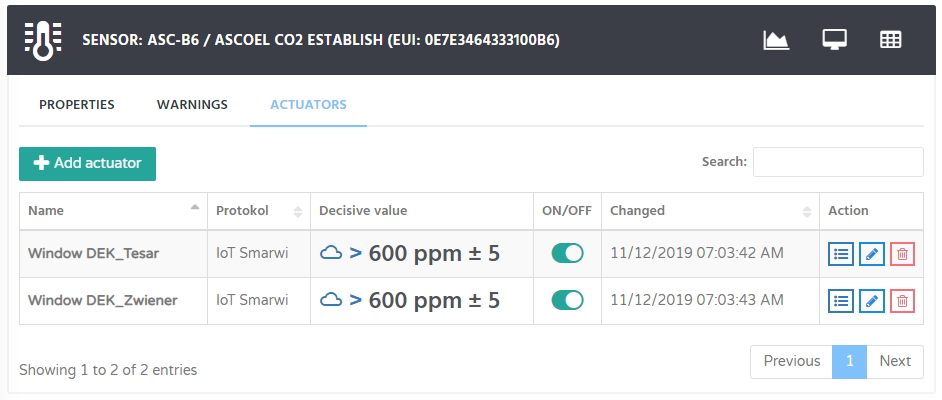 SENSOR: ASC-B6 / ASCOEL CO2 ESTABLISH (EUI: 0E7E3464333100B6)
PROPERTIES WARNINGS ACTUATORS
Add actuator Search:
Name Protokol Decisive value ON/OFF Changed Action
Window DEK_Tesar IoT Smarwi > 600 ppm ± 5 11/12/2019 07:03:42 AM
Window DEK_Zwiener IoT Smarwi > 600 ppm ± 5 11/12/2019 07:03:43 AM
Showing 1 to 2 of 2 entries Previous 1 Next